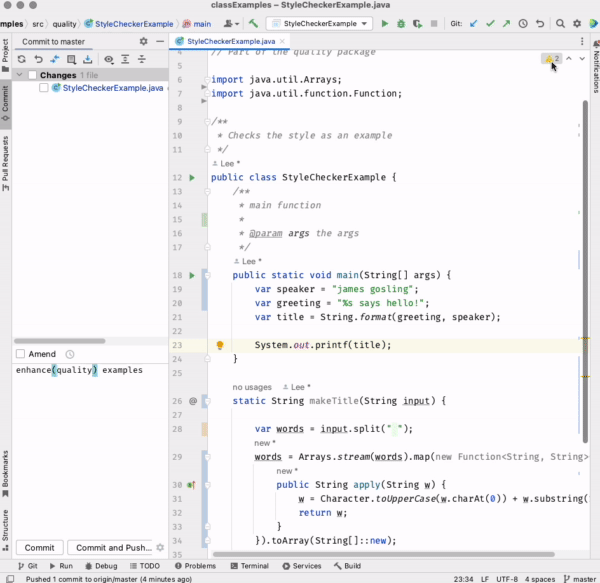 classExamples – StyleCheckerExample.java
mples
src
quality
StyleCheckerExample
main
StyleCheckerExample
Git:
Project
Commit
Pull Requests
Bookmarks
Structure
Commit to master
Changes 1 file
StyleCheckerExample.java
Amend
enhance(quality) examples
Commit
Commit and Push...
StyleCheckerExample.java
Notifications
2
4 // Part of the quality package
5
6 import java.util.Arrays;
7 import java.util.function.Function;
8
9 /**
10 * Checks the style as an example
11 */
Lee *
12 public class StyleCheckerExample {
13 /**
14 * main function
15 *
16 * @param args the args
17 */
Lee *
18 public static void main(String[] args) {
19 var speaker = "james gosling";
20 var greeting = "%s says hello!";
21 var title = String.format(greeting, speaker);
22
23 System.out.printf(title);
24 }
25
no usages Lee *
26 @ static String makeTitle(String input) {
27
28 var words = input.split(" ");
new *
29 words = Arrays.stream(words).map(new Function<String, String>
new *
30 public String apply(String w) {
31 w = Character.toUpperCase(w.charAt(0)) + w.substring(
32 return w;
33 }
34 }).toArray(String[]::new);
35
Git
Run
Debug
TODO
Problems
Terminal
Services
Build
Pushed 1 commit to origin/master (4 minutes ago)
23:34 LF UTF-8 4 spaces master